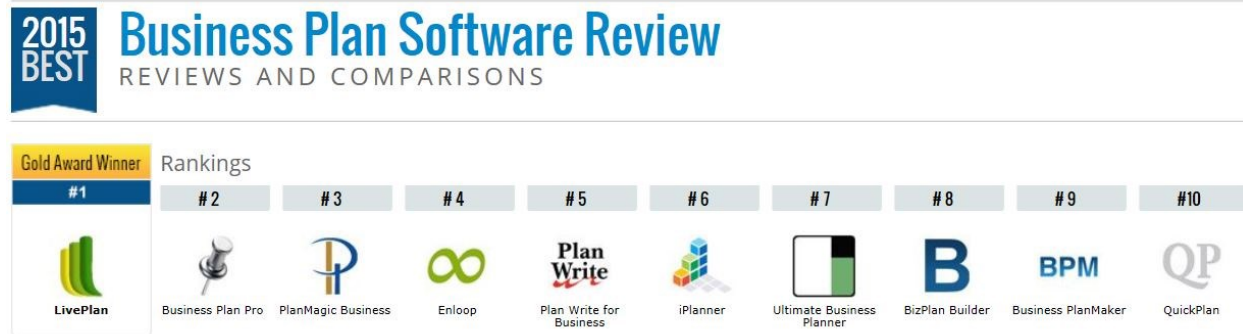 2015
BEST
Business Plan Software Review
REVIEWS AND COMPARISONS
Gold Award Winner
Rankings
#1
#2
#3
#4
#5
#6
#7
#8
#9
#10
Plan
Write
B
BPM
QP
LivePlan
Business Plan Pro
PlanMagic Business
Enloop
Plan Write for
Business
iPlanner
Ultimate Business
Planner
BizPlan Builder
Business PlanMaker
QuickPlan